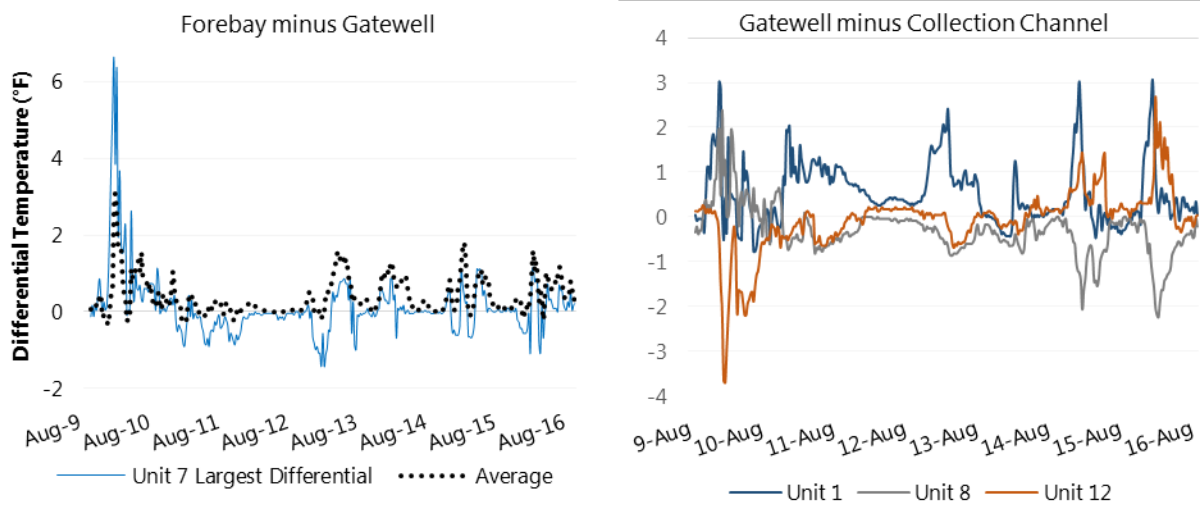 Forebay minus Gatewell
Differential Temperature (°F)
6
4
2
0
-2
Aug-9
Aug-10
Aug-11
Aug-12
Aug-13
Aug-14
Aug-15
Aug-16
Unit 7 Largest Differential
Average
Gatewell minus Collection Channel
4
3
2
1
0
-1
-2
-3
-4
9-Aug
10-Aug
11-Aug
12-Aug
13-Aug
14-Aug
15-Aug
16-Aug
Unit 1
Unit 8
Unit 12